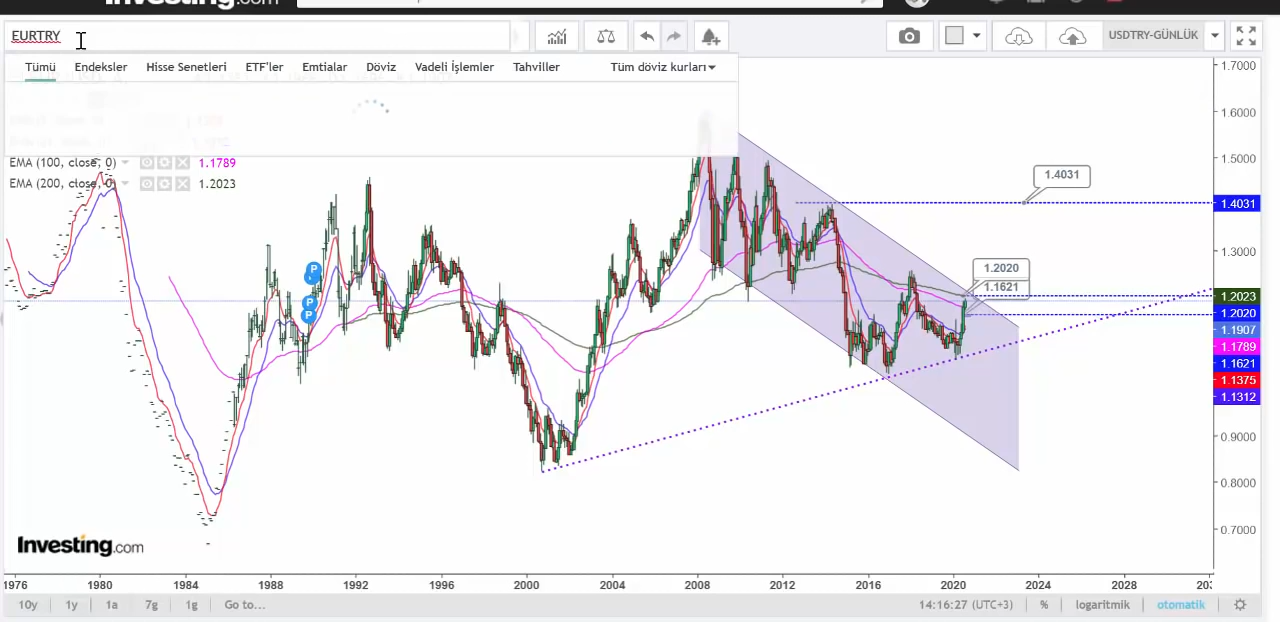 Investing.com
EURTRY
USDTRY-GÜNLÜK
Tümü Endeksler Hisse Senetleri ETF'ler Emtialar Döviz Vadeli İşlemler Tahviller Tüm döviz kurları
EMA (100, close, 0) 1.1789
EMA (200, close, 0) 1.2023
P
P
P
1.4031
1.2020
1.1621
1.7000
1.6000
1.5000
1.4031
1.3000
1.2023
1.2020
1.1907
1.1789
1.1621
1.1375
1.1312
0.9000
0.8000
0.7000
Investing.com
1976 1980 1984 1988 1992 1996 2000 2004 2008 2012 2016 2020 2024 2028
10y 1y 1a 7g 1g Go to... 14:16:27 (UTC+3) % logaritmik otomatik